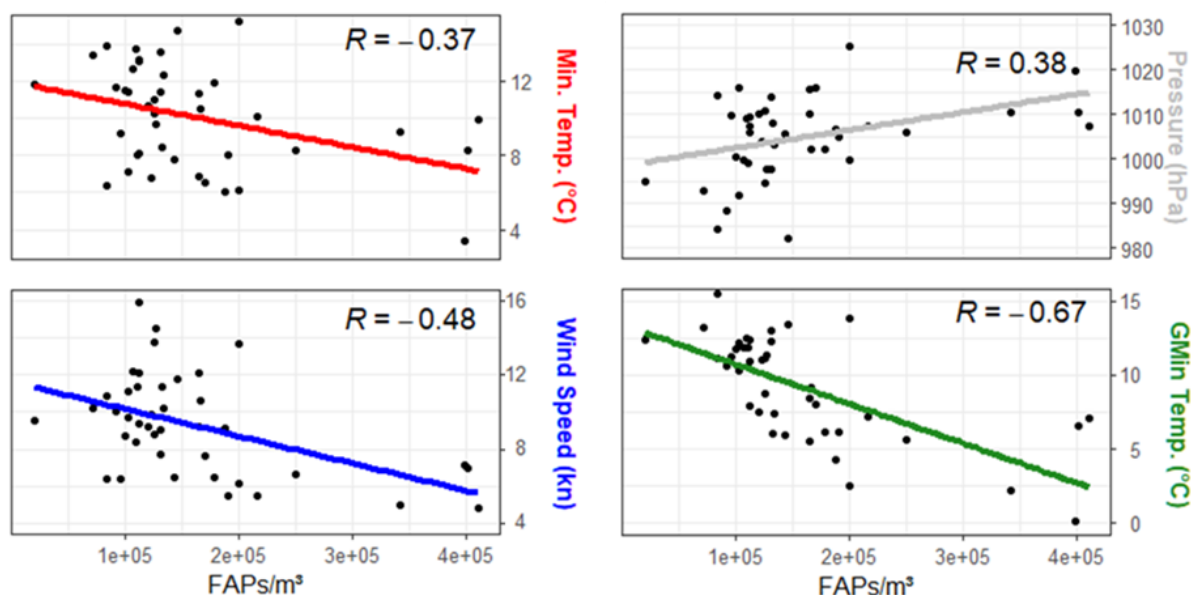 R = −0.37
12
8
4
Min. Temp. (°C)
R = 0.38
1030
1020
1010
1000
990
980
Pressure (hPa)
R = −0.48
16
12
8
4
Wind Speed (kn)
1e+05 2e+05 3e+05 4e+05
FAPs/m³
R = −0.67
15
10
5
0
GMin Temp. (°C)
1e+05 2e+05 3e+05 4e+05
FAPs/m³